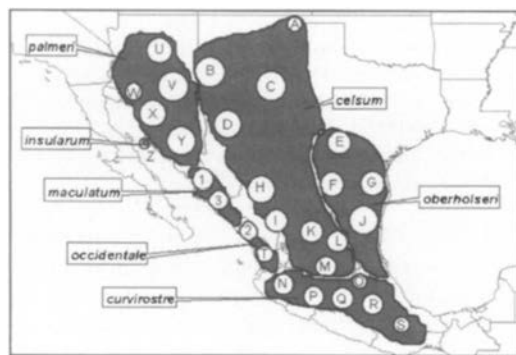 A
U
palmeri
B
V
C
W
celsum
X
D
E
insularum
Y
Z
1
F
G
H
maculatum
3
oberholseri
I
J
2
K
occidentale
L
T
M
O
N
curvirostre
P
Q
R
S